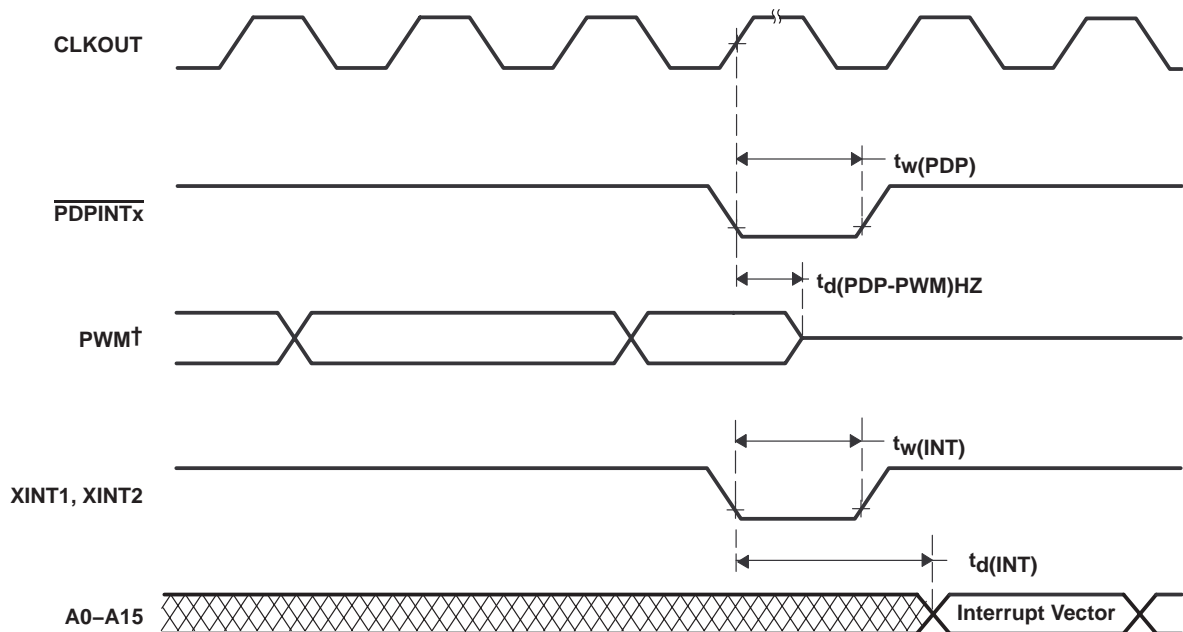 CLKOUT
tw(PDP)
PDPINTx
td(PDP-PWM)HZ
PWM†
tw(INT)
XINT1, XINT2
td(INT)
A0–A15
Interrupt Vector